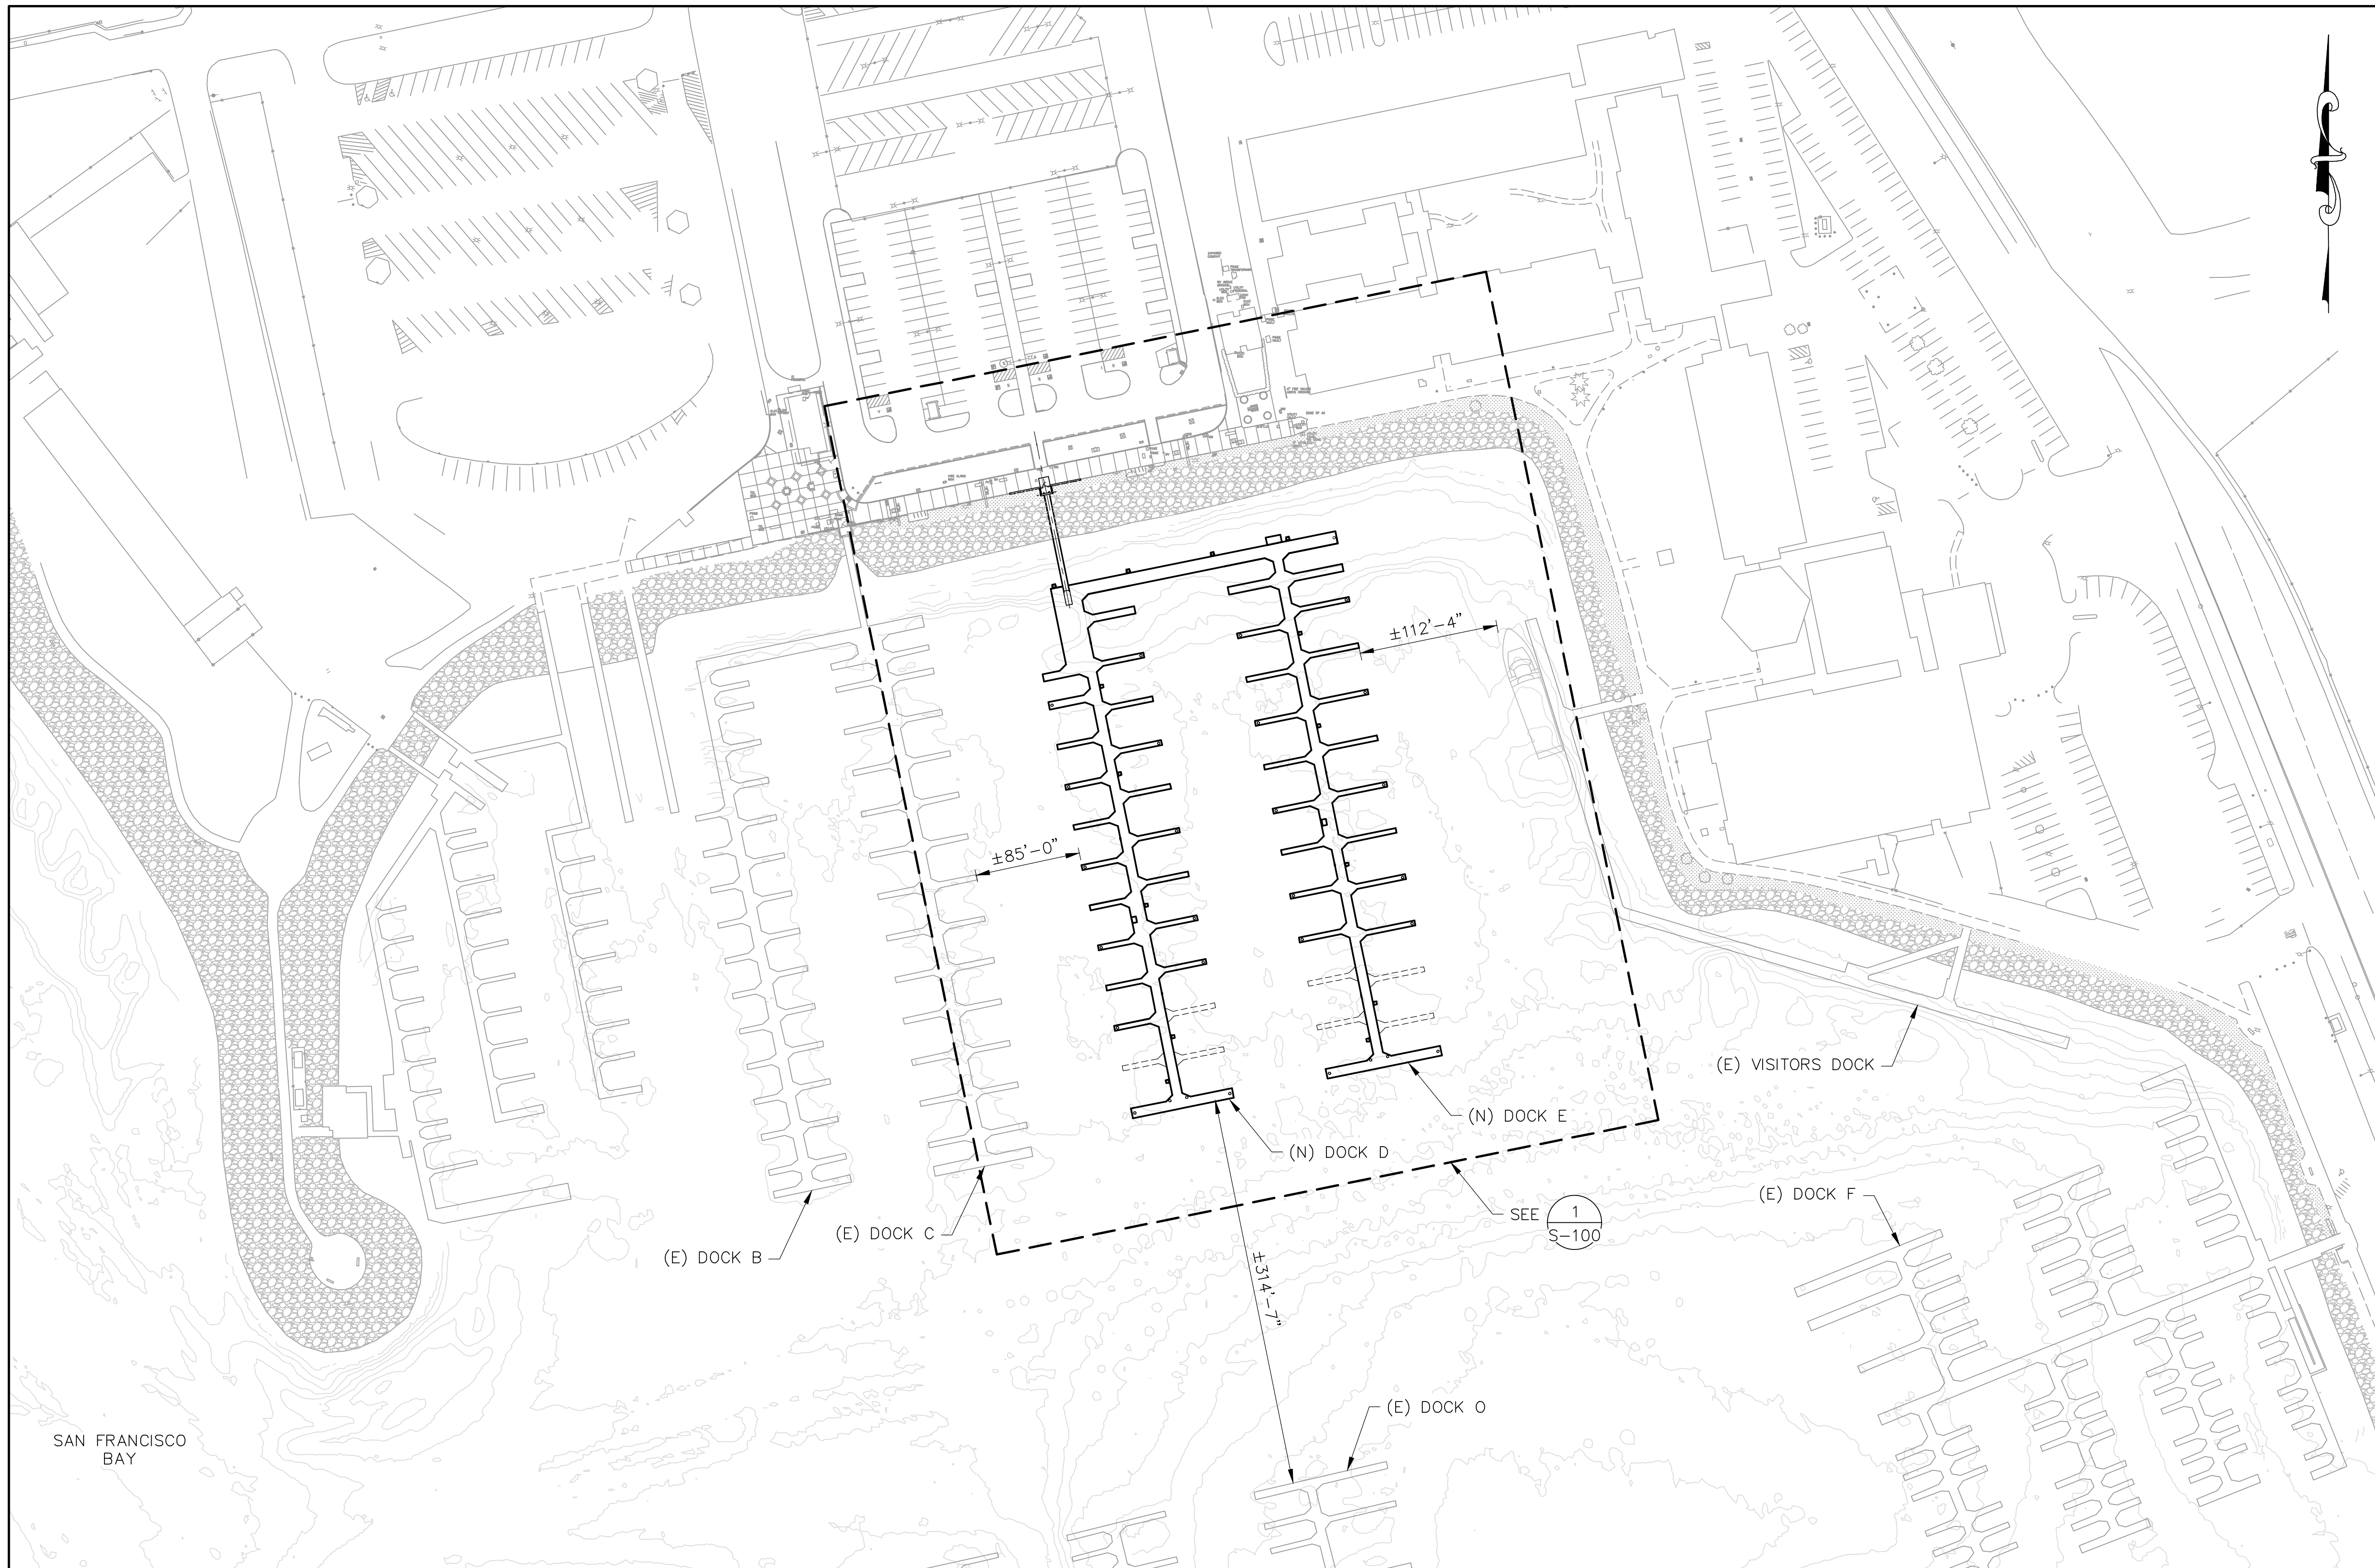 ±112'-4"
±85'-0"
(E) VISITORS DOCK
(N) DOCK E
(N) DOCK D
(E) DOCK F
SEE
1
S-100
(E) DOCK C
(E) DOCK B
±314'-7"
(E) DOCK O
SAN FRANCISCO
BAY